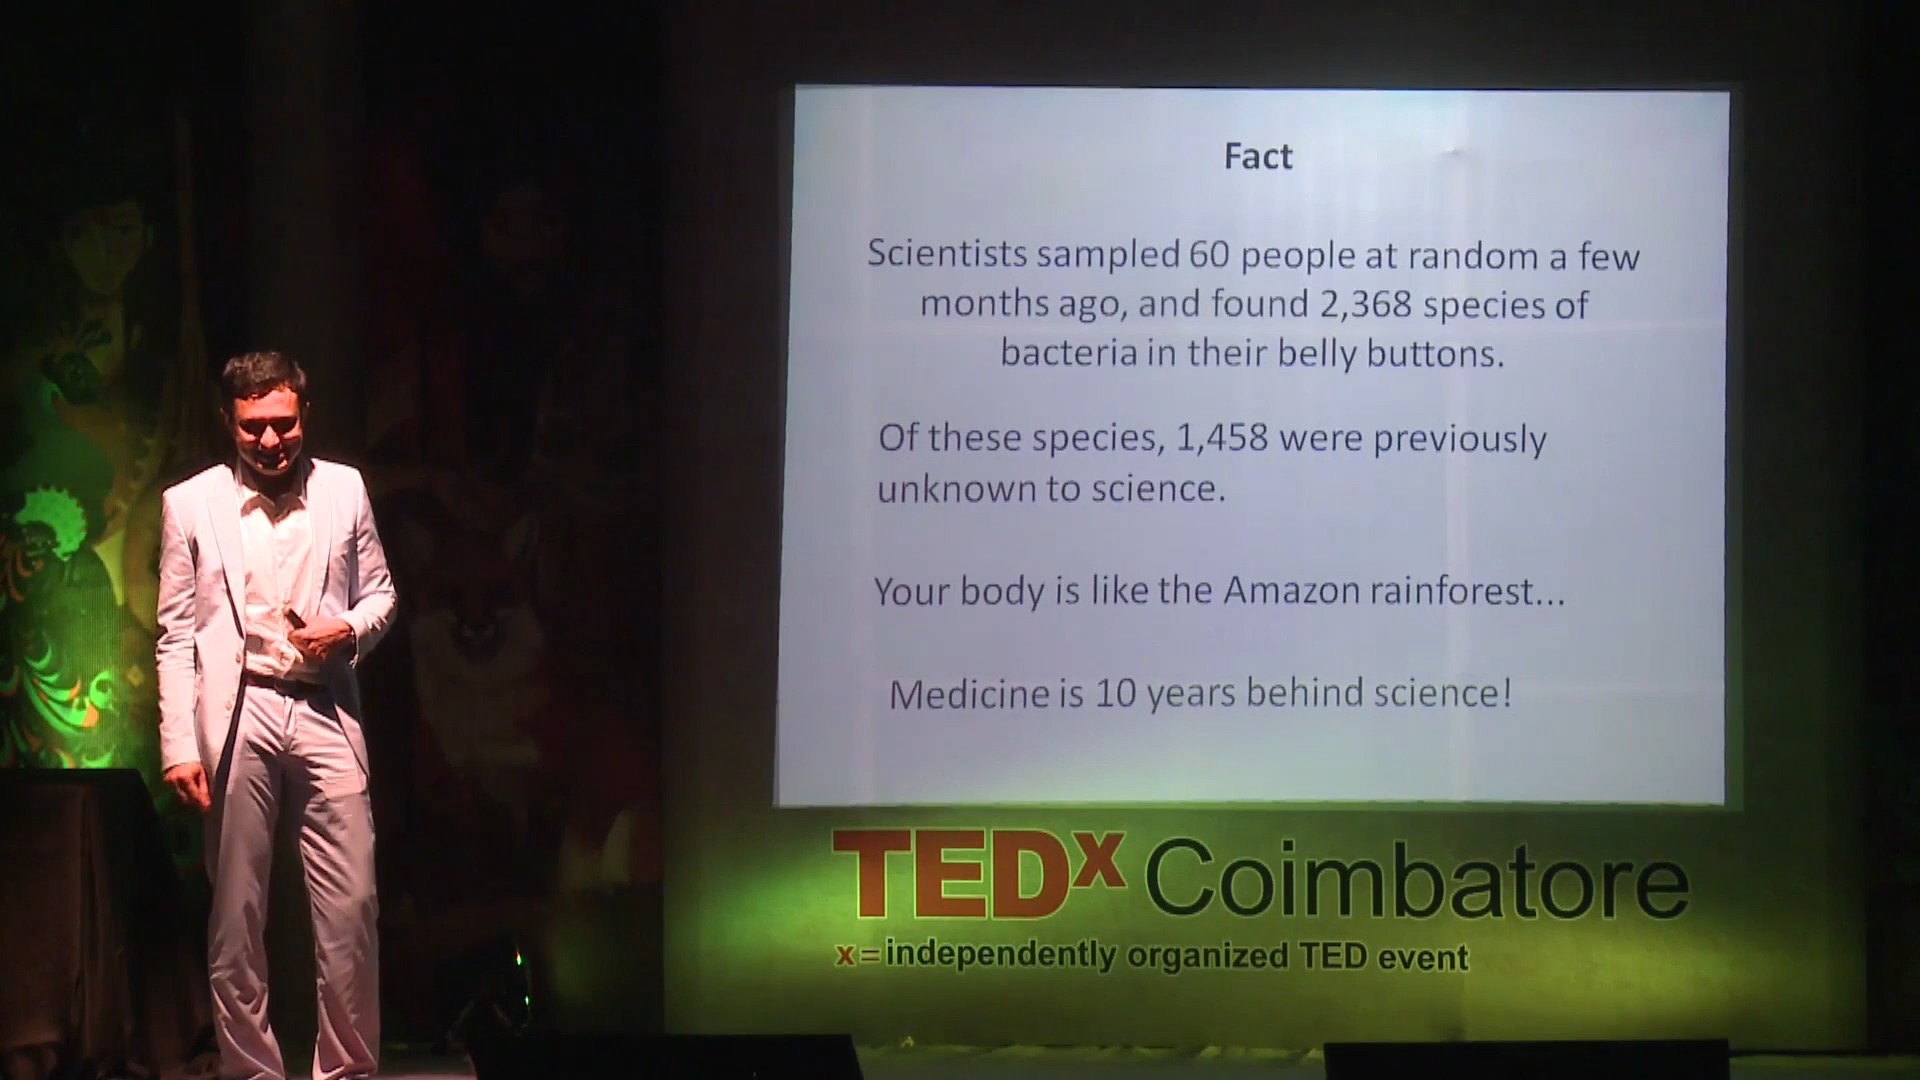 Fact
Scientists sampled 60 people at random a few
months ago, and found 2,368 species of
bacteria in their belly buttons.
Of these species, 1,458 were previously
unknown to science.
Your body is like the Amazon rainforest...
Medicine is 10 years behind science!
TEDx Coimbatore
x=independently organized TED event